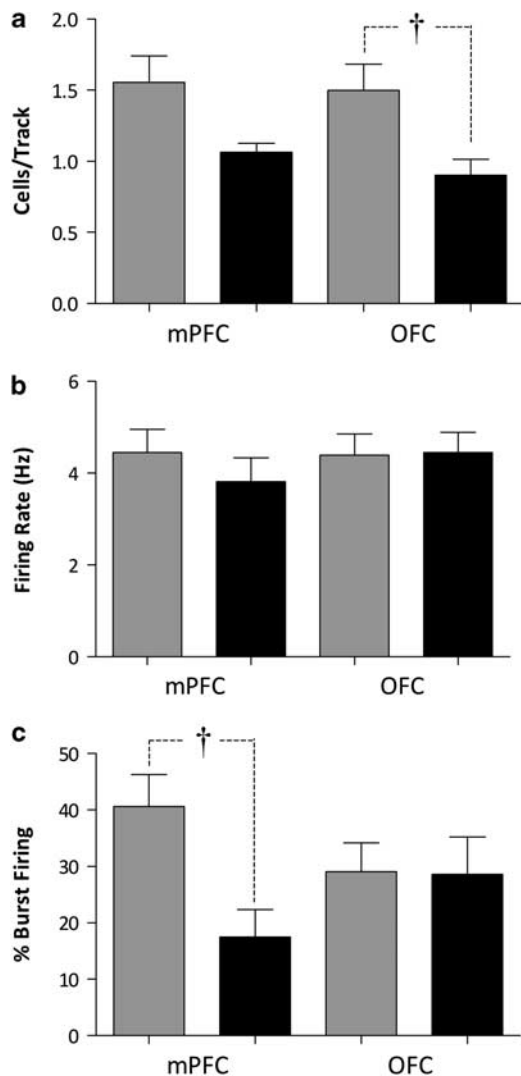 a
†
2.0
1.5
1.0
0.5
0.0
Cells/Track
mPFC OFC
b
6
4
2
0
Firing Rate (Hz)
mPFC OFC
c
†
50
40
30
20
10
0
% Burst Firing
mPFC OFC